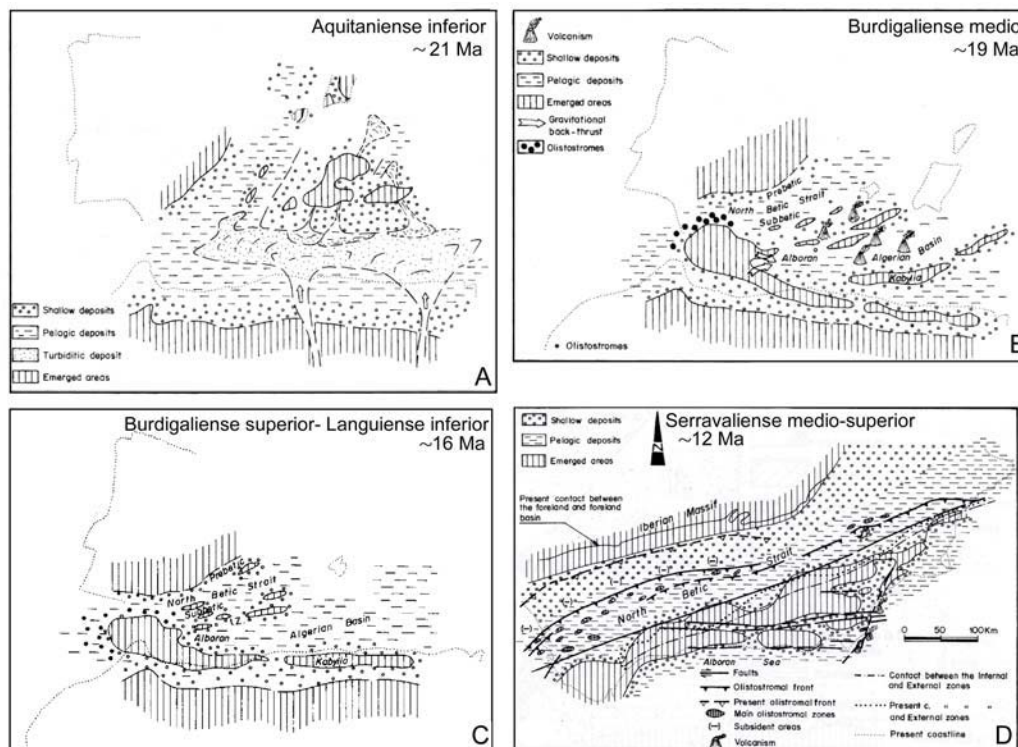 Aquitaniense inferior
~21 Ma
Shallow deposits
Pelagic deposits
Turbiditic deposit
Emerged areas
A
Burdigaliense medio
~19 Ma
Volcanism
Shallow deposits
Pelagic deposits
Emerged areas
Gravitational
back-thrust
Olistostromes
Prebetic
North Betic Strait
Subbetic
Alboran
Algerian Basin
Kabylia
• Olistostromes
B
Burdigaliense superior- Languiense inferior
~16 Ma
Prebetic
North Betic Strait
Subbetic
I.Z
Alboran
Algerian Basin
Kabylia
C
Serravaliense medio-superior
~12 Ma
N
Shallow deposits
Pelagic deposits
Emerged areas
Present contact between
the foreland and foreland
basin
Iberian Massif
North Betic Strait
0 50 100 Km
Alboran Sea
Faults
Olistostromal front
Present olistromal front
Main olistostromal zones
Subsident areas
Volcanism
Contact between the Internal
and External zones
Present c. " " "
and External zones
Present coastline
D